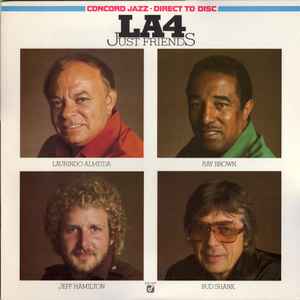 CONCORD JAZZ - DIRECT TO DISC
LA4
JUST FRIENDS
LAURINDO ALMEIDA
RAY BROWN
JEFF HAMILTON
BUD SHANK